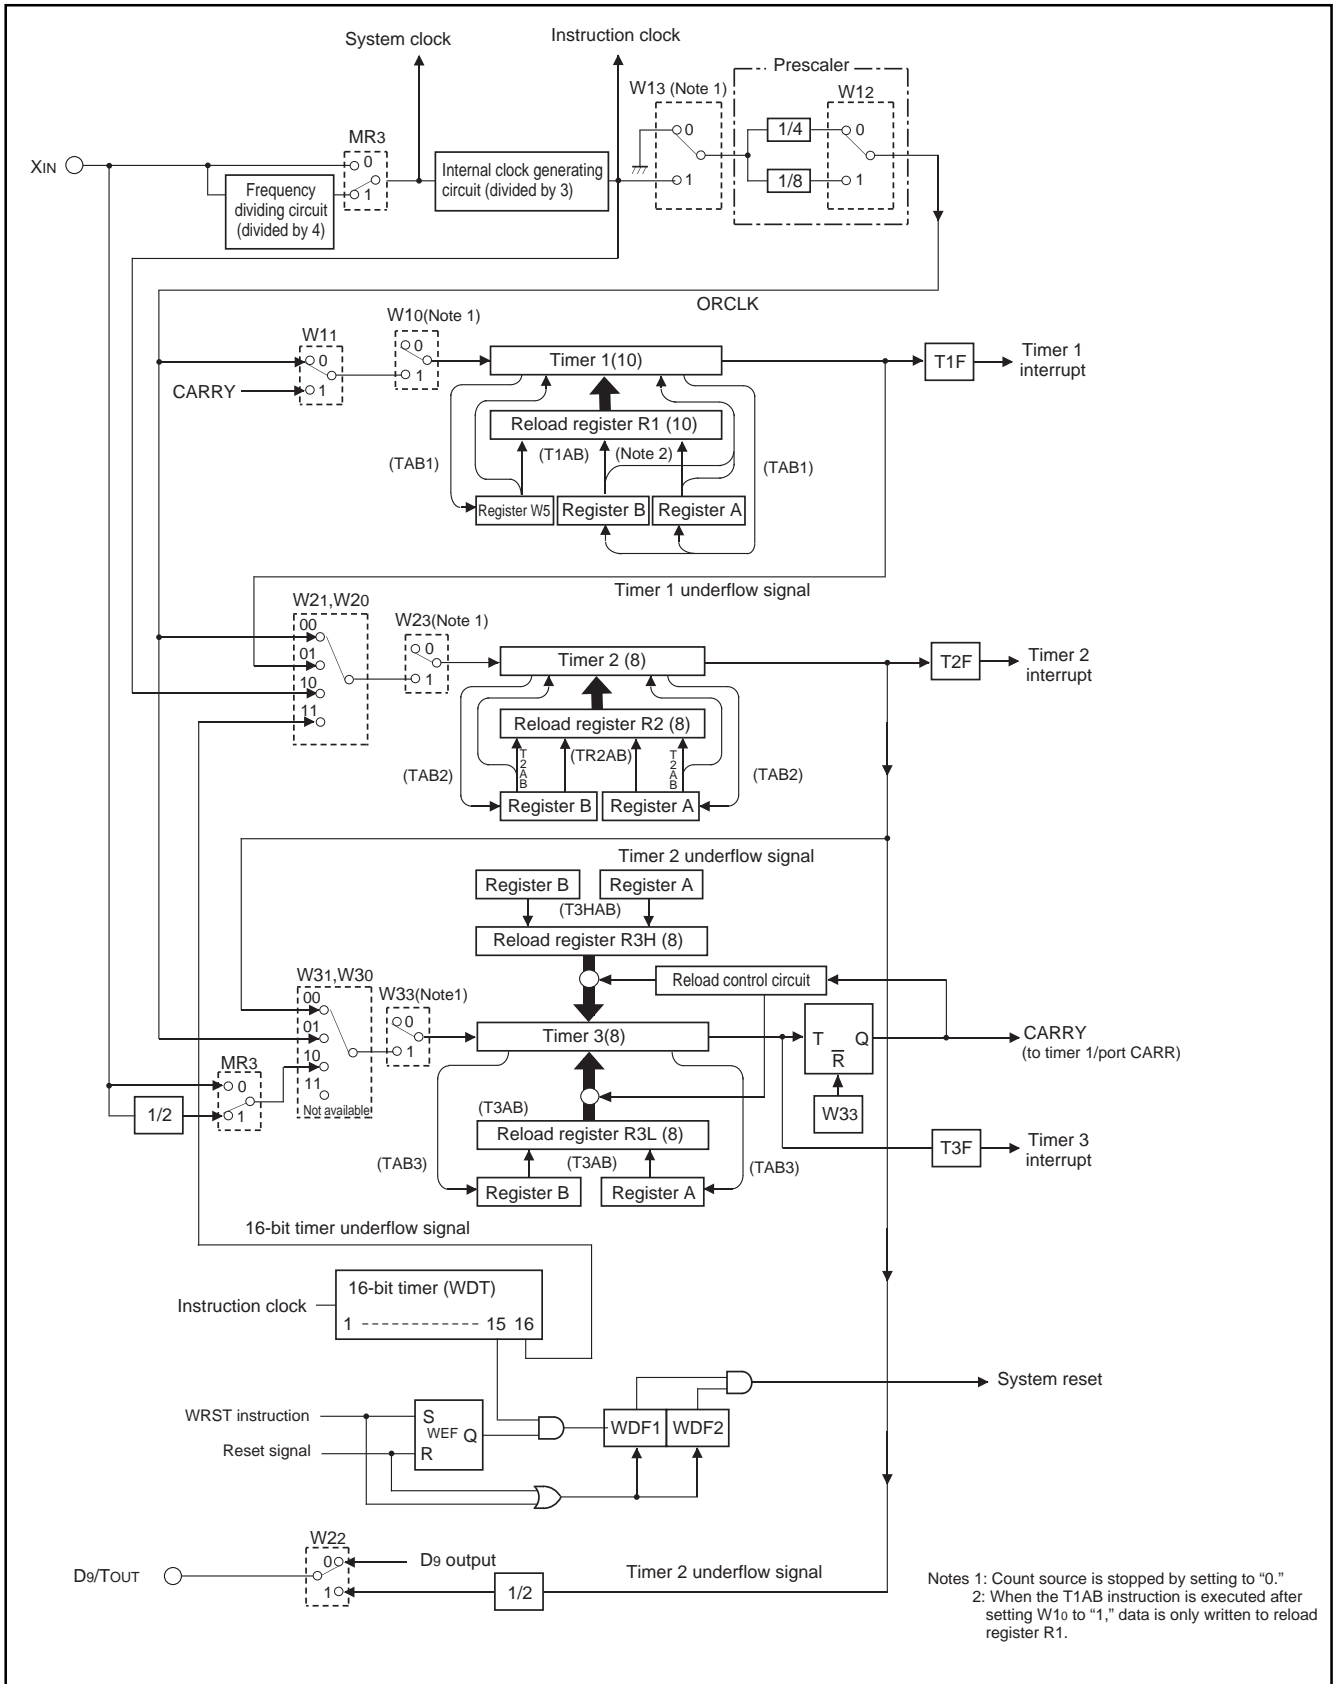 System clock
Instruction clock
Prescaler
W13 (Note 1)
W12
MR3
0
1/4
0
XIN
0
1
Internal clock generating
circuit (divided by 3)
1
1/8
1
Frequency
dividing circuit
(divided by 4)
ORCLK
W11
W10(Note 1)
0
1
0
1
CARRY
Timer 1(10)
T1F
Timer 1
interrupt
Reload register R1 (10)
(TAB1)
(T1AB)
(Note 2)
(TAB1)
Register W5
Register B
Register A
Timer 1 underflow signal
W21,W20
00
01
10
11
W23(Note 1)
0
1
Timer 2 (8)
T2F
Timer 2
interrupt
Reload register R2 (8)
(TAB2)
T2AB
(TR2AB)
T2AB
(TAB2)
Register B
Register A
Timer 2 underflow signal
Register B
Register A
(T3HAB)
Reload register R3H (8)
W31,W30
00
01
10
11
Not available
W33(Note1)
0
1
Reload control circuit
Timer 3(8)
T
Q
R
W33
CARRY
(to timer 1/port CARR)
MR3
0
1
1/2
(T3AB)
Reload register R3L (8)
T3F
Timer 3
interrupt
(TAB3)
(T3AB)
(TAB3)
Register B
Register A
16-bit timer underflow signal
16-bit timer (WDT)
Instruction clock
1 ------------- 15 16
System reset
WRST instruction
S
WEF Q
R
WDF1
WDF2
Reset signal
W22
0
1
D9 output
D9/TOUT
1/2
Timer 2 underflow signal
Notes 1: Count source is stopped by setting to “0.”
2: When the T1AB instruction is executed after
setting W10 to “1,” data is only written to reload
register R1.